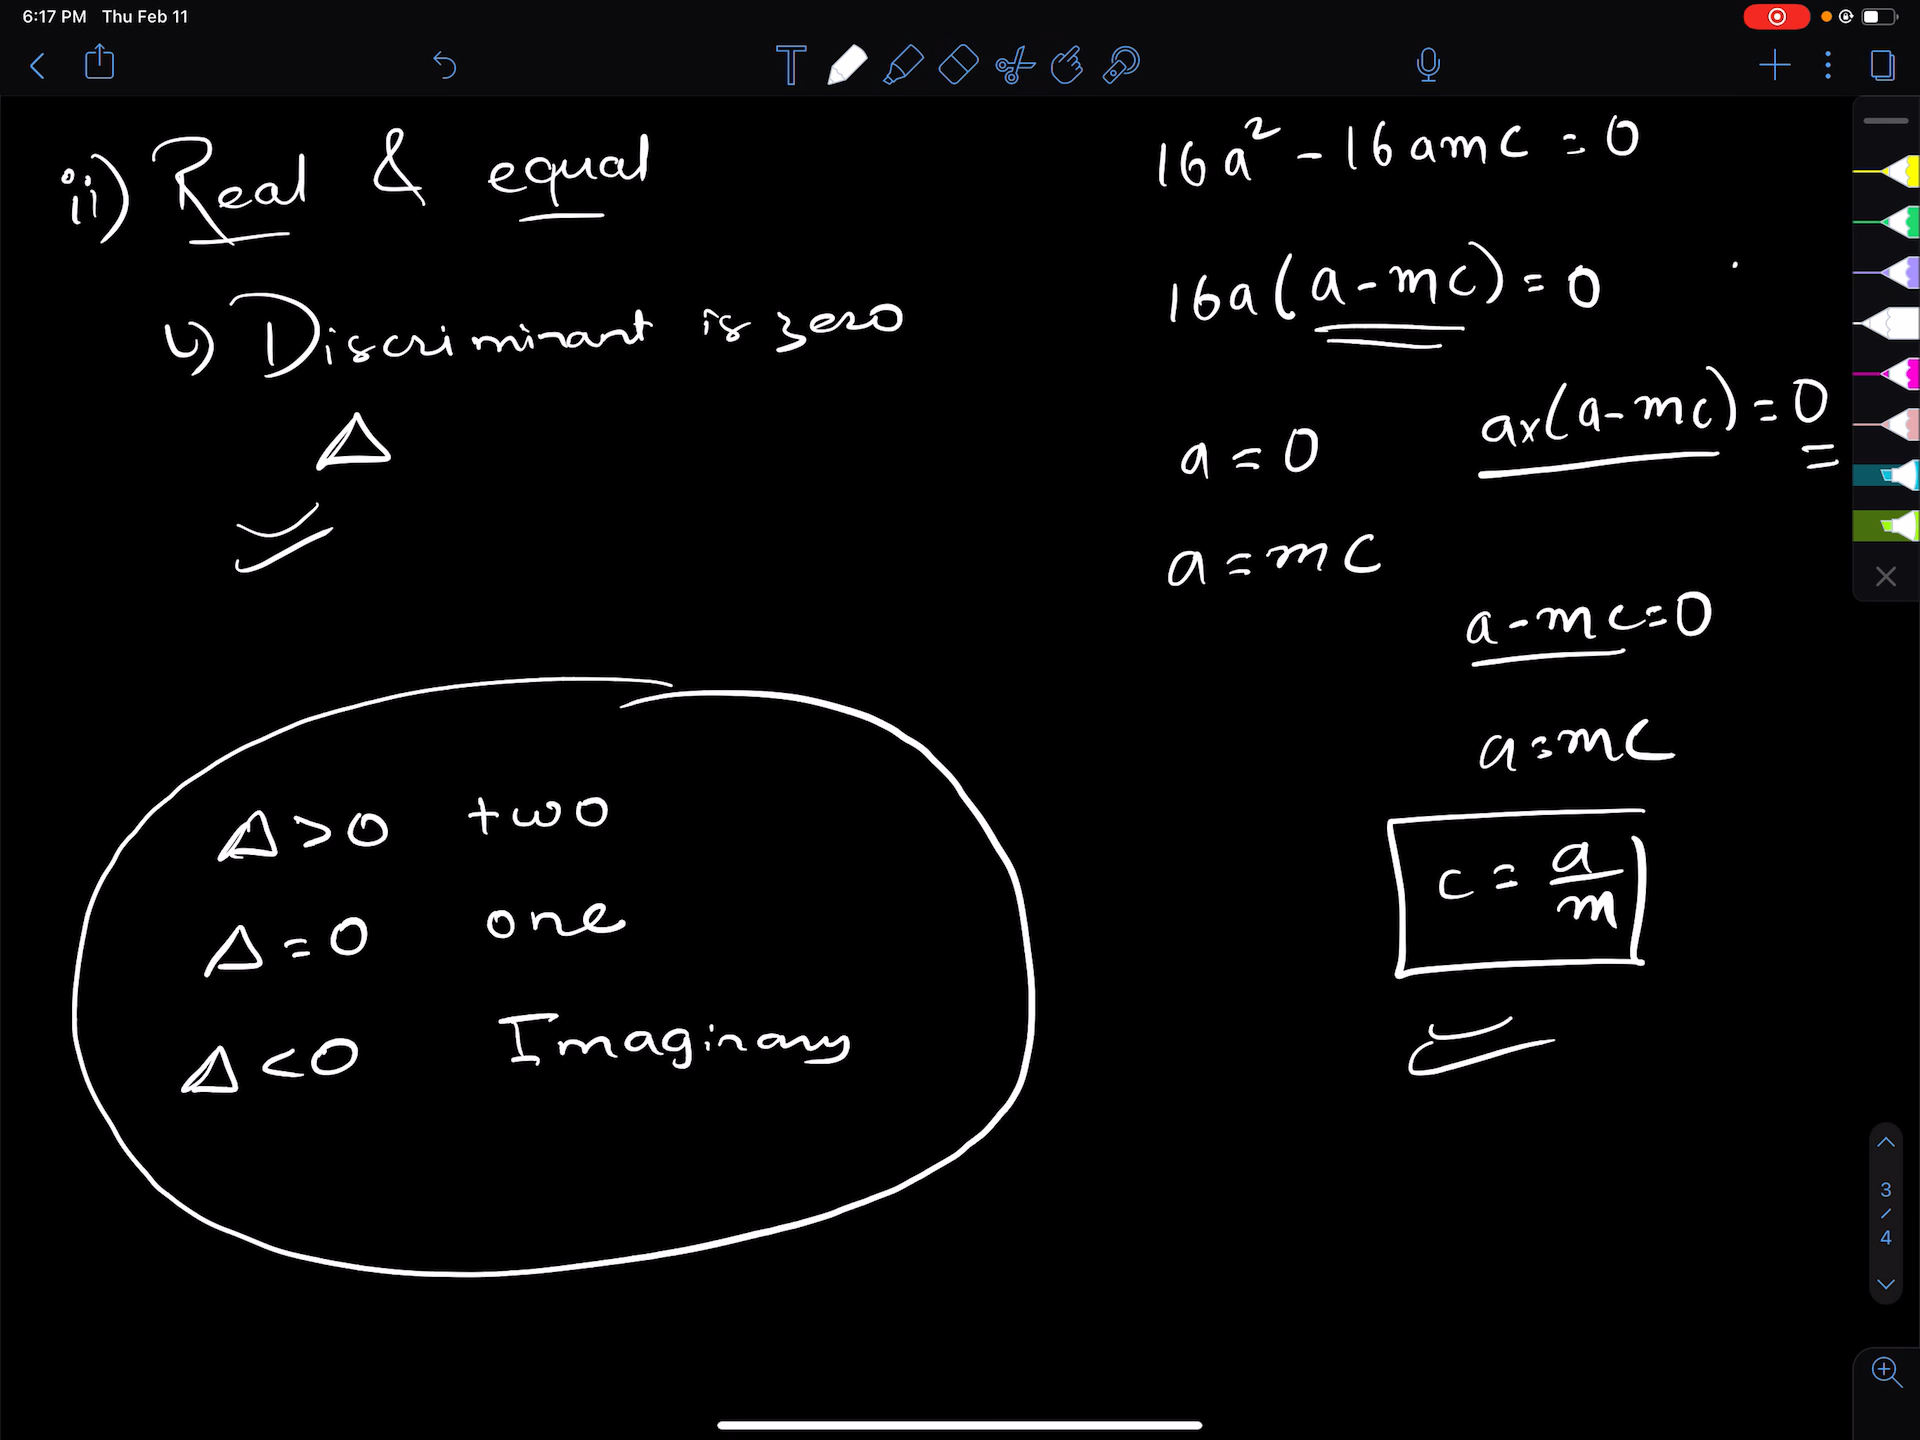 6:17 PM Thu Feb 11
T
ii) Real & equal
↳) Discriminant is zero
Δ
Δ>0 two
Δ=0 one
Δ<0 Imaginary
16a² - 16amc = 0
16a(a-mc) = 0
a = 0
ax(a-mc) = 0
a = mc
a-mc=0
a=mc
c = a/m
3
/
4